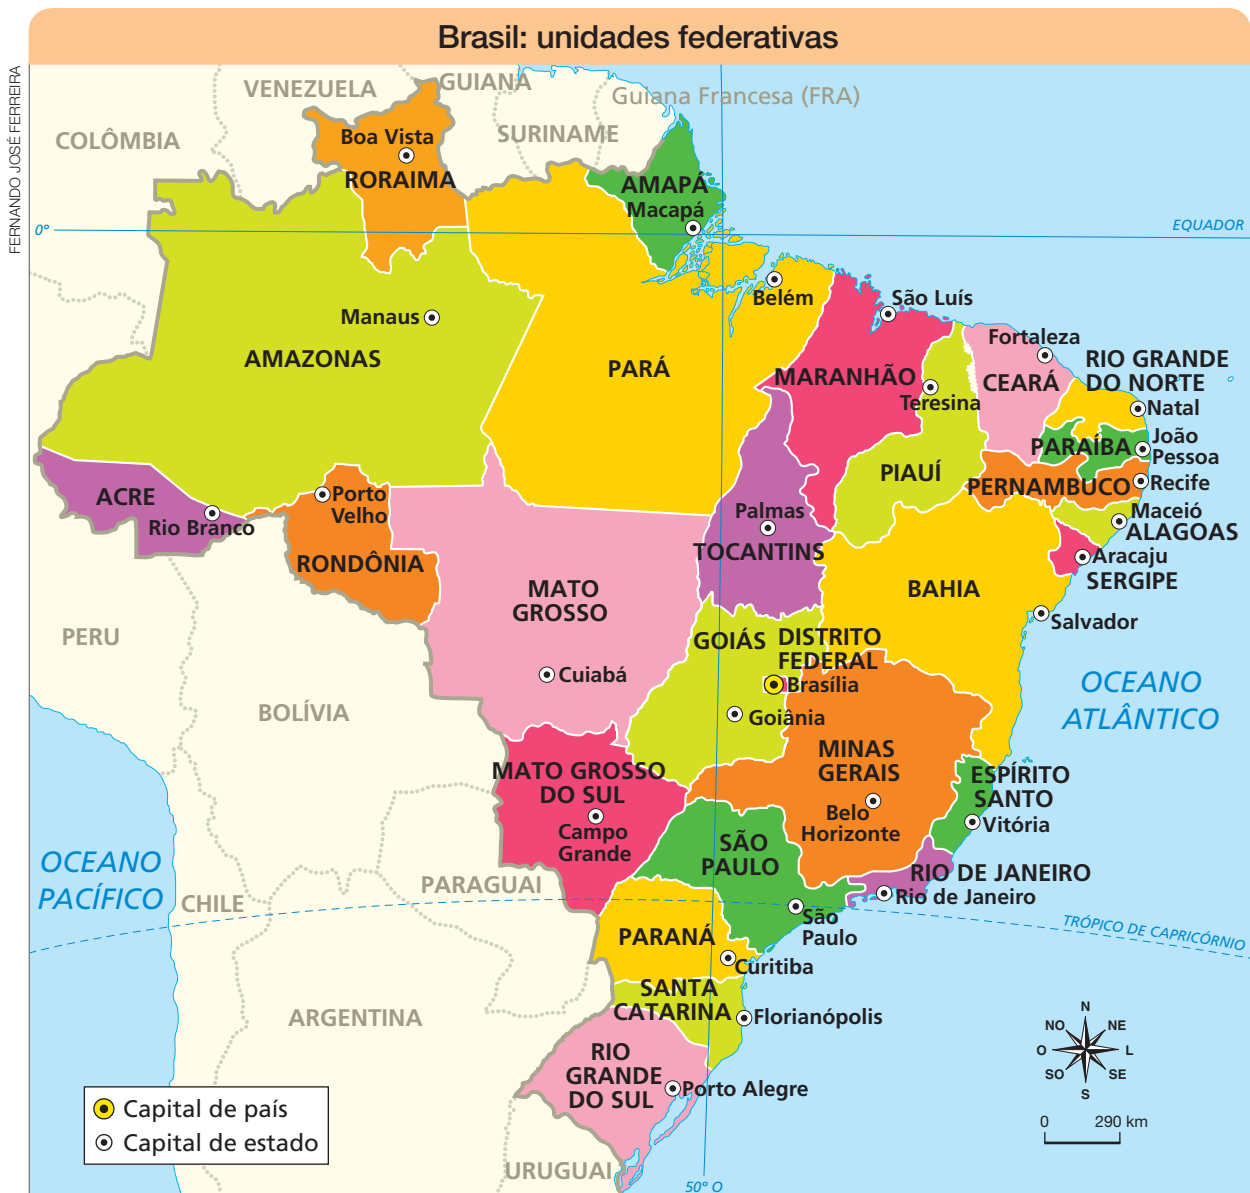 Brasil: unidades federativas
FERNANDO JOSÉ FERREIRA
VENEZUELA
GUIANA
Guiana Francesa (FRA)
SURINAME
COLÔMBIA
Boa Vista
RORAIMA
AMAPÁ
Macapá
0º
EQUADOR
Belém
São Luís
Manaus
AMAZONAS
PARÁ
Fortaleza
MARANHÃO
CEARÁ
RIO GRANDE
DO NORTE
Teresina
Natal
PARAÍBA
João
Pessoa
PIAUÍ
PERNAMBUCO
Recife
ACRE
Rio Branco
Porto
Velho
Palmas
TOCANTINS
Maceió
ALAGOAS
Aracaju
SERGIPE
RONDÔNIA
MATO
GROSSO
BAHIA
Salvador
PERU
GOIÁS
DISTRITO
FEDERAL
Brasília
Cuiabá
Goiânia
BOLÍVIA
OCEANO
ATLÂNTICO
MINAS
GERAIS
Belo
Horizonte
MATO GROSSO
DO SUL
Campo
Grande
ESPÍRITO
SANTO
Vitória
SÃO
PAULO
São
Paulo
RIO DE JANEIRO
Rio de Janeiro
OCEANO
PACÍFICO
CHILE
PARAGUAI
TRÓPICO DE CAPRICÓRNIO
PARANÁ
Curitiba
SANTA
CATARINA
Florianópolis
ARGENTINA
RIO
GRANDE
DO SUL
Porto Alegre
URUGUAI
50º O
N
NO
NE
O
L
SO
SE
S
0
290 km
Capital de país
Capital de estado